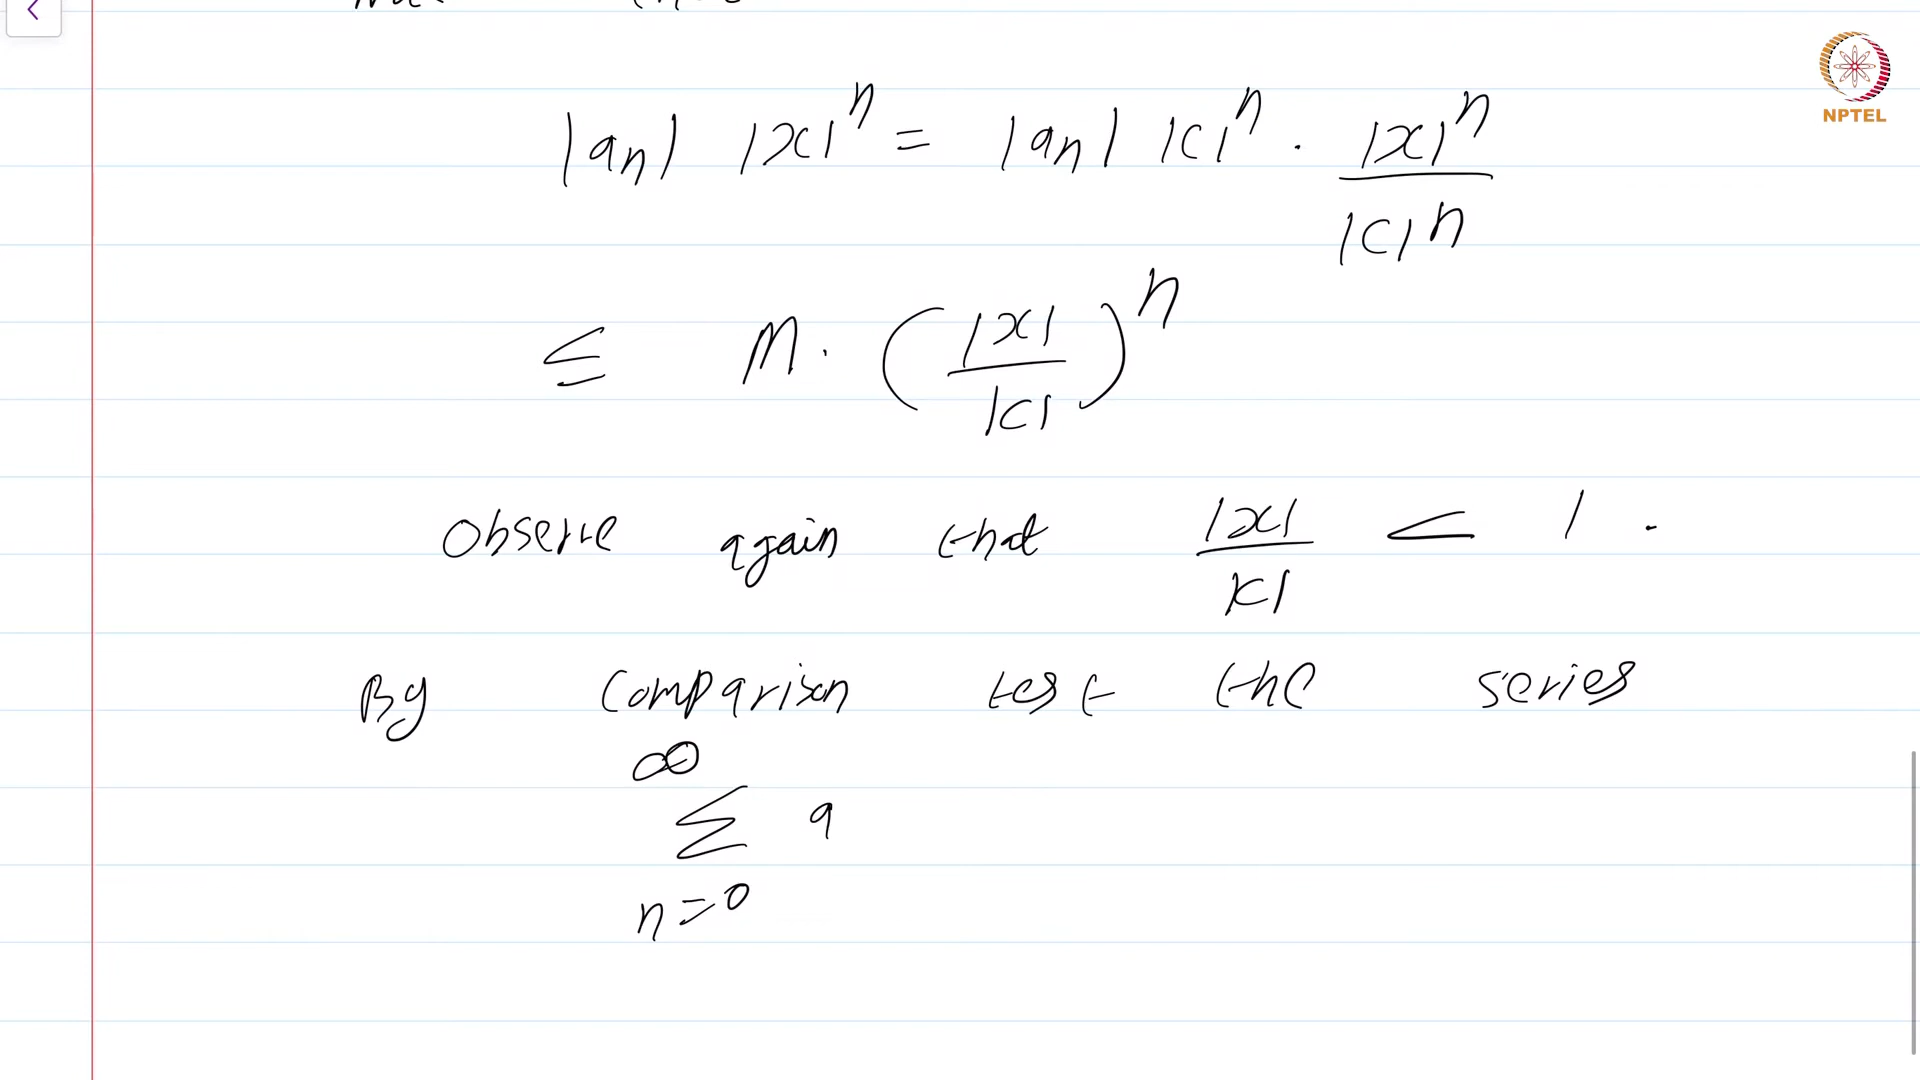 NPTEL
|an| |x|^n = |an| |c|^n . |x|^n / |c|^n
≤ M. (|x| / |c|)^n
Observe again that |x| / |c| < 1 .
By comparison test the series
∞
∑ a
n=0